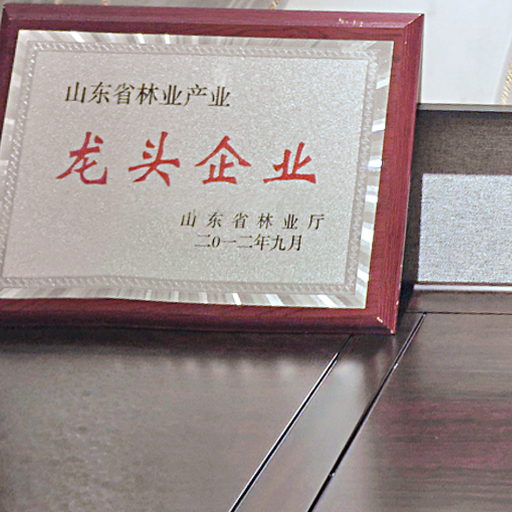 山东省林业产业
龙头企业
山东省林业厅
二0一二年九月